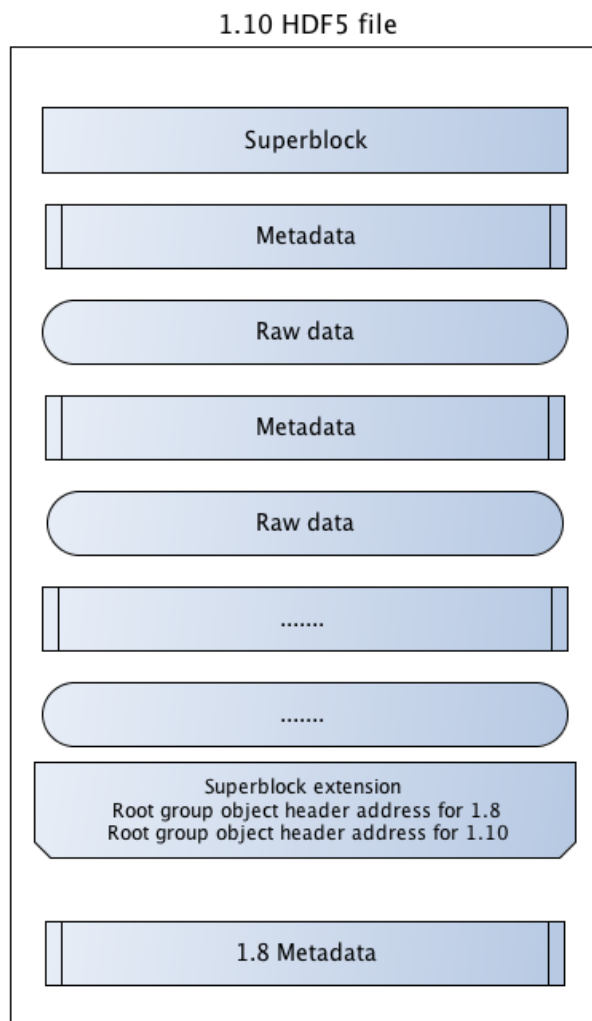 1.10 HDF5 file
Superblock
Metadata
Raw data
Metadata
Raw data
.......
.......
Superblock extension
Root group object header address for 1.8
Root group object header address for 1.10
1.8 Metadata